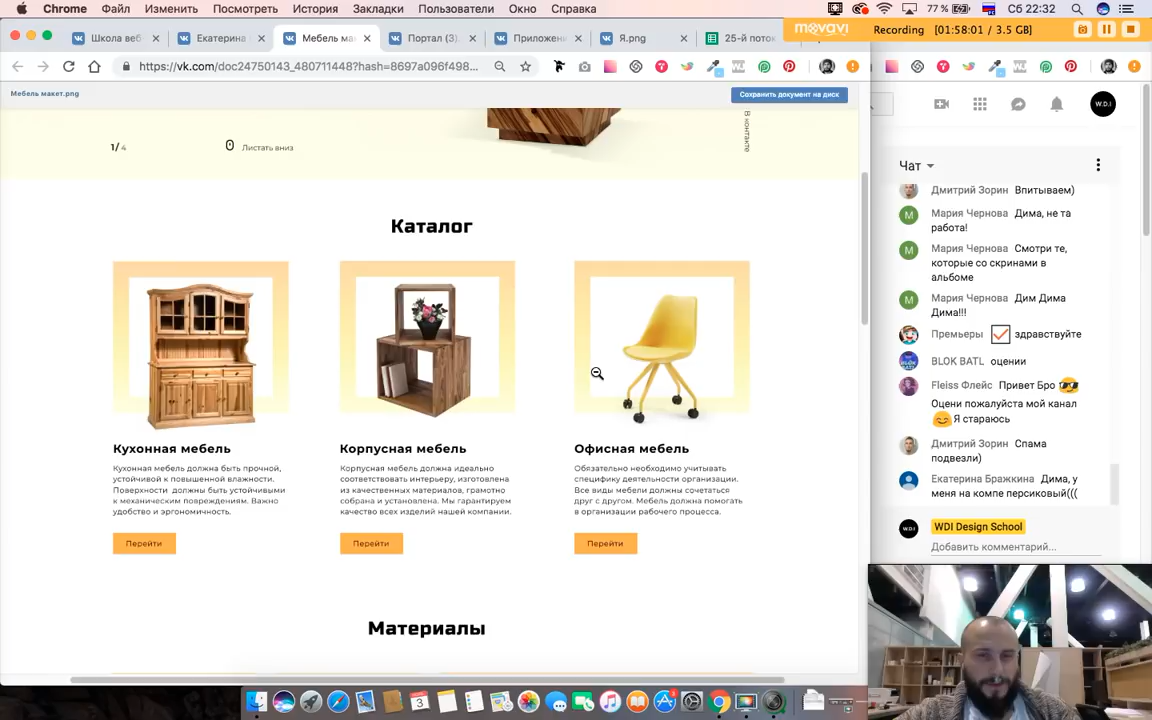 Chrome Файл Изменить Посмотреть История Закладки Пользователи Окно Справка
77 % Сб 22:32
movavi
Recording [01:58:01 / 3.5 GB]
Школа веб
Екатерина
Мебель ма
Портал (3).
Приложени
Я.png
25-й поток
https://vk.com/doc24750143_480711448?hash=8697a096f498...
Мебель макет.png
Сохранить документ на диск
1/4
Листать вниз
В контакте
Каталог
Кухонная мебель
Кухонная мебель должна быть прочной,
устойчивой к повышенной влажности.
Поверхности должны быть устойчивыми
к механическим повреждениям. Важно
удобство и эргономичность.
Перейти
Корпусная мебель
Корпусная мебель должна идеально
соответствовать интерьеру, изготовлена
из качественных материалов, грамотно
собрана и установлена. Мы гарантируем
качество всех изделий нашей компании.
Перейти
Офисная мебель
Обязательно необходимо учитывать
специфику деятельности организации.
Все виды мебели должны сочетаться
друг с другом. Мебель должна помогать
в организации рабочего процесса.
Перейти
Материалы
W.D.I
Чат
Дмитрий Зорин Впитываем)
М
Мария Чернова Дима, не та
работа!
М
Мария Чернова Смотри те,
которые со скринами в
альбоме
М
Мария Чернова Дим Дима
Дима!!!
Премьеры здравствуйте
BLOK BATL оцении
Fleiss Флейс Привет Бро
Оцени пожалуйста мой канал
Я стараюсь
Дмитрий Зорин Спама
подвезли)
Екатерина Бражкина Дима, у
меня на компе персиковый(((
WDI Design School
Добавить комментарий...